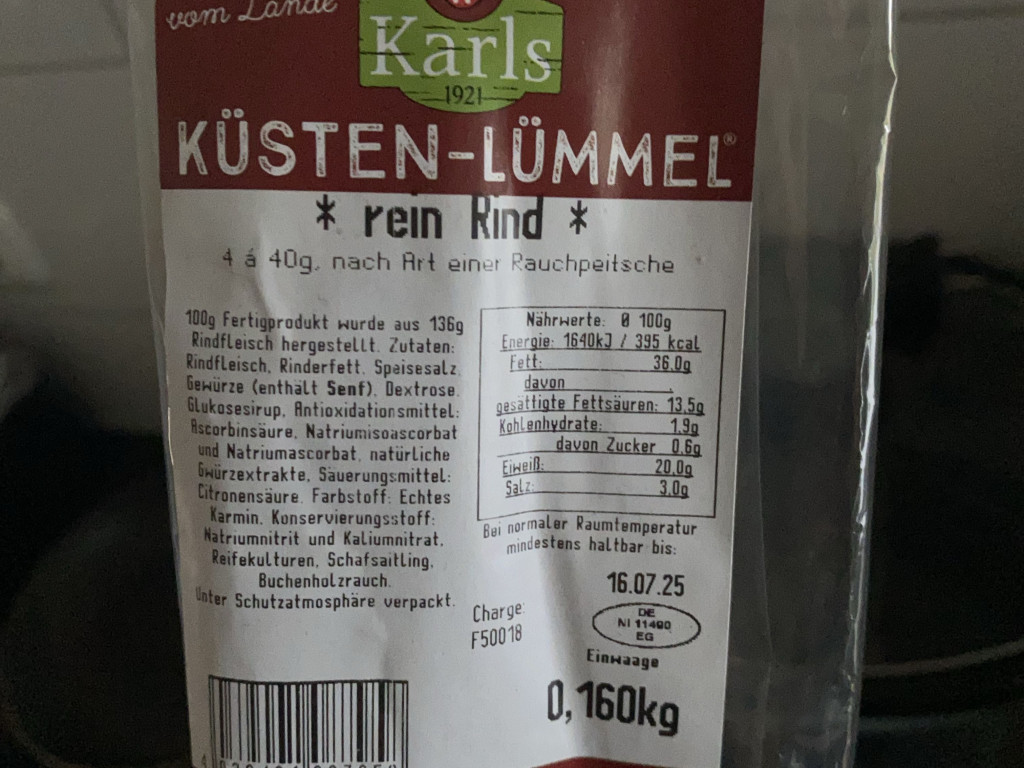 vom Lande
Karls
1921
KÜSTEN-LÜMMEL®
* rein Rind *
4 á 40g, nach Art einer Rauchpeitsche
100g Fertigprodukt wurde aus 136g
Rindfleisch hergestellt. Zutaten:
Rindfleisch, Rinderfett, Speisesalz,
Gewürze (enthält Senf), Dextrose,
Glukosesirup, Antioxidationsmittel:
Ascorbinsäure, Natriumisoascorbat
und Natriumascorbat, natürliche
Gwürzextrakte, Säuerungsmittel:
Citronensäure, Farbstoff: Echtes
Karmin, Konservierungsstoff:
Natriumnitrit und Kaliumnitrat,
Reifekulturen, Schafsaitling,
Buchenholzrauch.
Unter Schutzatmosphäre verpackt.
Nährwerte: Ø 100g
Energie: 1640kJ / 395 kcal
Fett: 36.0g
davon
gesättigte Fettsäuren: 13.5g
Kohlenhydrate: 1.9g
davon Zucker 0.6g
Eiweiß: 20.0g
Salz: 3.0g
Bei normaler Raumtemperatur
mindestens haltbar bis:
16.07.25
Charge:
F50018
DE
NI 11490
EG
Einwaage
0,160kg